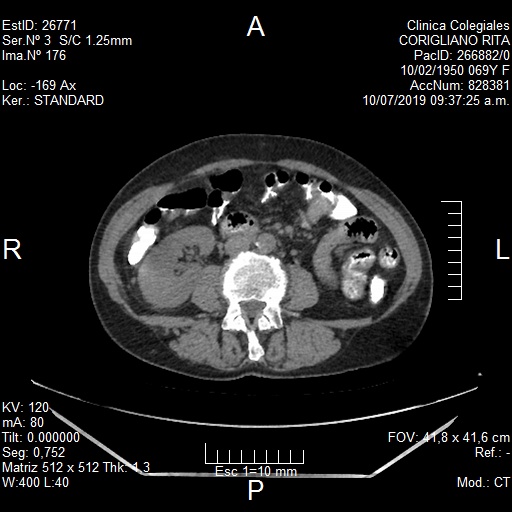 EstID: 26771
Ser.Nº 3 S/C 1.25mm
Ima.Nº 176
Loc: -169 Ax
Ker.: STANDARD
A
Clinica Colegiales
CORIGLIANO RITA
PacID: 266882/0
10/02/1950 069Y F
AccNum: 828381
10/07/2019 09:37:25 a.m.
R
L
KV: 120
mA: 80
Tilt: 0.000000
Seg: 0,752
Matriz 512 x 512 Thk: 1.3
W:400 L:40
Esc 1=10 mm
P
FOV: 41,8 x 41,6 cm
Ref.: -
Mod.: CT